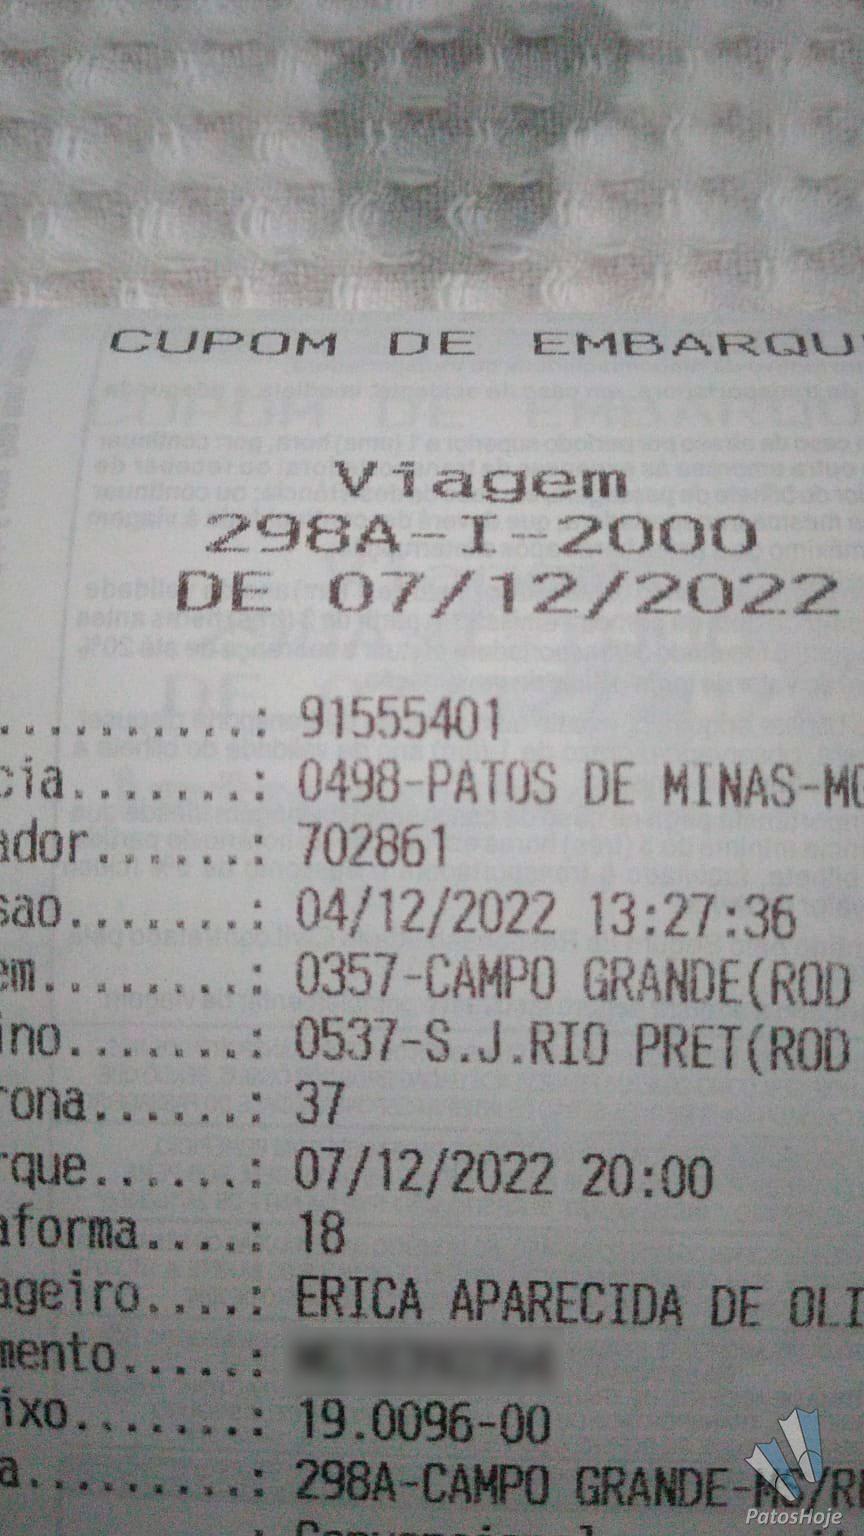 CUPOM DE EMBARQU
Viagem
298A-I-2000
DE 07/12/2022
............: 91555401
cia........: 0498-PATOS DE MINAS-MG
ador.......: 702861
sao........: 04/12/2022 13:27:36
em.........: 0357-CAMPO GRANDE(ROD
ino........: 0537-S.J.RIO PRET(ROD
rona.......: 37
rque.......: 07/12/2022 20:00
aforma....: 18
ageiro....: ERICA APARECIDA DE OLI
mento.....:
ixo........: 19.0096-00
a..........: 298A-CAMPO GRANDE-MS/
PatosHoje